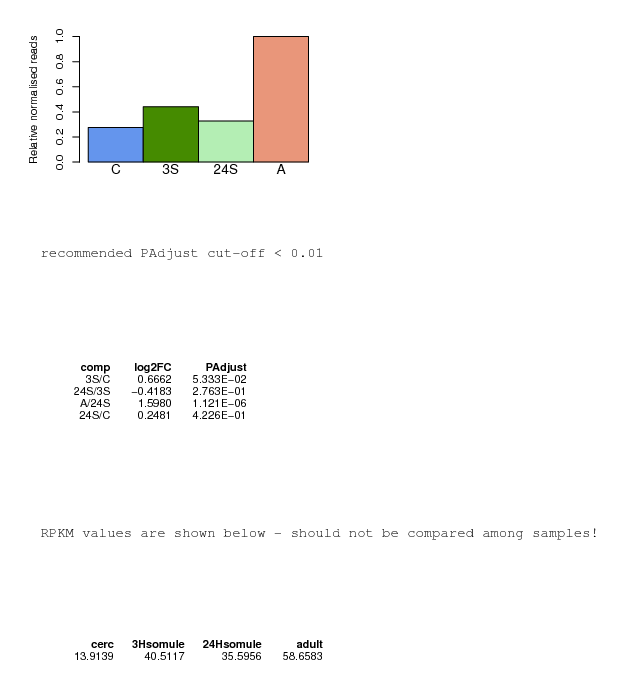 Relative normalised reads
1.0
0.8
0.6
0.4
0.2
0.0
C 3S 24S A
recommended PAdjust cut-off < 0.01
comp log2FC PAdjust
3S/C 0.6662 5.333E−02
24S/3S −0.4183 2.763E−01
A/24S 1.5980 1.121E−06
24S/C 0.2481 4.226E−01
RPKM values are shown below - should not be compared among samples!
cerc 3Hsomule 24Hsomule adult
13.9139 40.5117 35.5956 58.6583